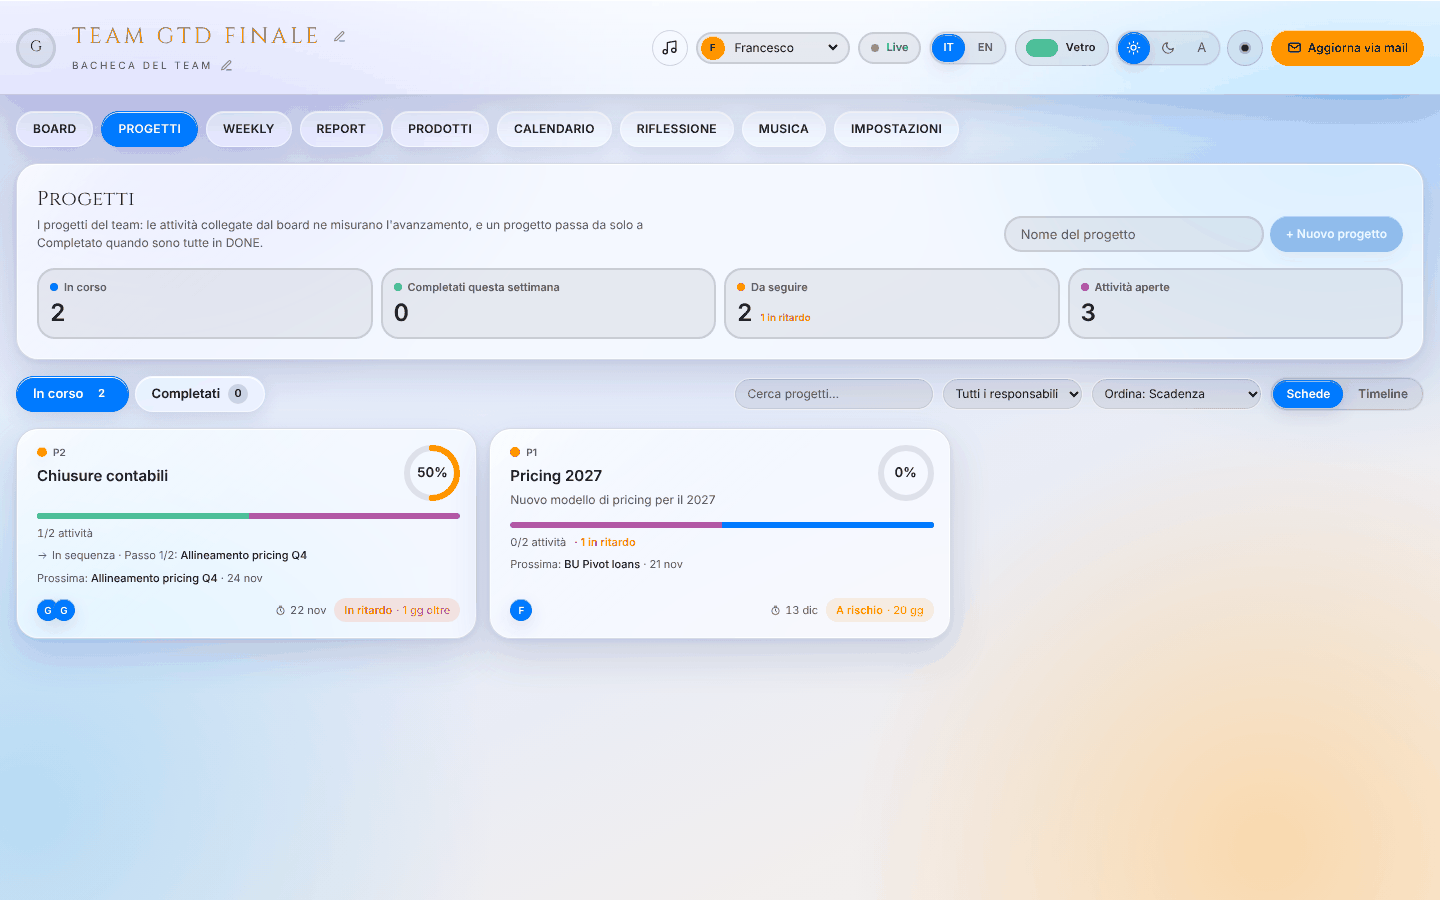 G
TEAM GTD FINALE
BACHECA DEL TEAM
F Francesco
Live
IT EN
Vetro
A
Aggiorna via mail
BOARD PROGETTI WEEKLY REPORT PRODOTTI CALENDARIO RIFLESSIONE MUSICA IMPOSTAZIONI
Progetti
I progetti del team: le attività collegate dal board ne misurano l'avanzamento, e un progetto passa da solo a
Completato quando sono tutte in DONE.
Nome del progetto
+ Nuovo progetto
In corso
2
Completati questa settimana
0
Da seguire
2 1 in ritardo
Attività aperte
3
In corso 2
Completati 0
Cerca progetti...
Tutti i responsabili
Ordina: Scadenza
Schede Timeline
P2
Chiusure contabili
50%
1/2 attività
→ In sequenza · Passo 1/2: Allineamento pricing Q4
Prossima: Allineamento pricing Q4 · 24 nov
G G
22 nov
In ritardo · 1 gg oltre
P1
Pricing 2027
Nuovo modello di pricing per il 2027
0%
0/2 attività · 1 in ritardo
Prossima: BU Pivot loans · 21 nov
F
13 dic
A rischio · 20 gg